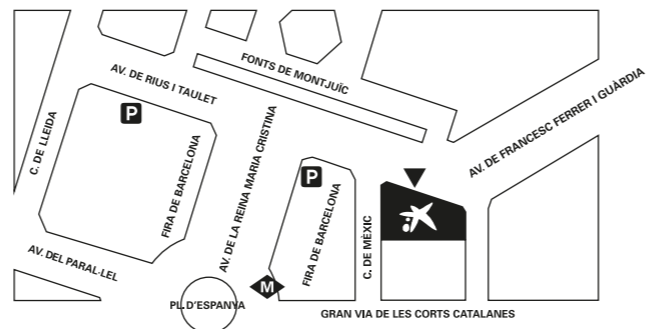 FONTS DE MONTJUÏC
AV. DE RIUS I TAULET
AV. DE FRANCESC FERRER I GUÀRDIA
C. DE LLEIDA
P
FIRA DE BARCELONA
AV. DE LA REINA MARIA CRISTINA
P
FIRA DE BARCELONA
C. DE MÈXIC
AV. DEL PARAL·LEL
M
PL. D'ESPANYA
GRAN VIA DE LES CORTS CATALANES